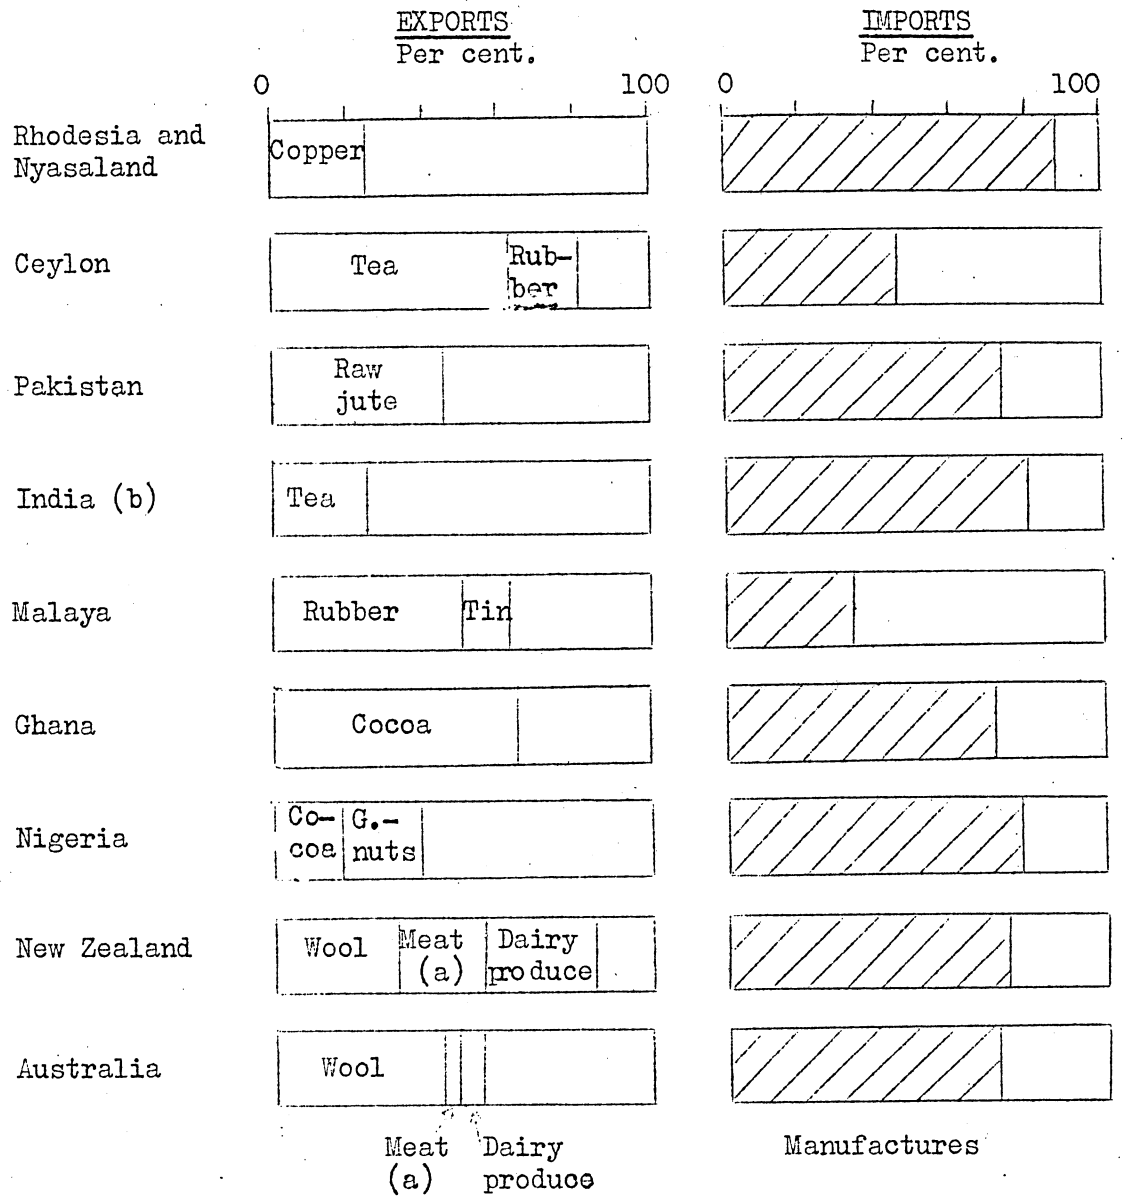 EXPORTS
Per cent.
0 100
IMPORTS
Per cent.
0 100
Rhodesia and
Nyasaland
Copper
Ceylon
Tea
Rub-
ber
Pakistan
Raw
jute
India (b)
Tea
Malaya
Rubber
Tin
Ghana
Cocoa
Nigeria
Co-
coa
G.-
nuts
New Zealand
Wool
Meat
(a)
Dairy
produce
Australia
Wool
Meat
(a)
Dairy
produce
Manufactures